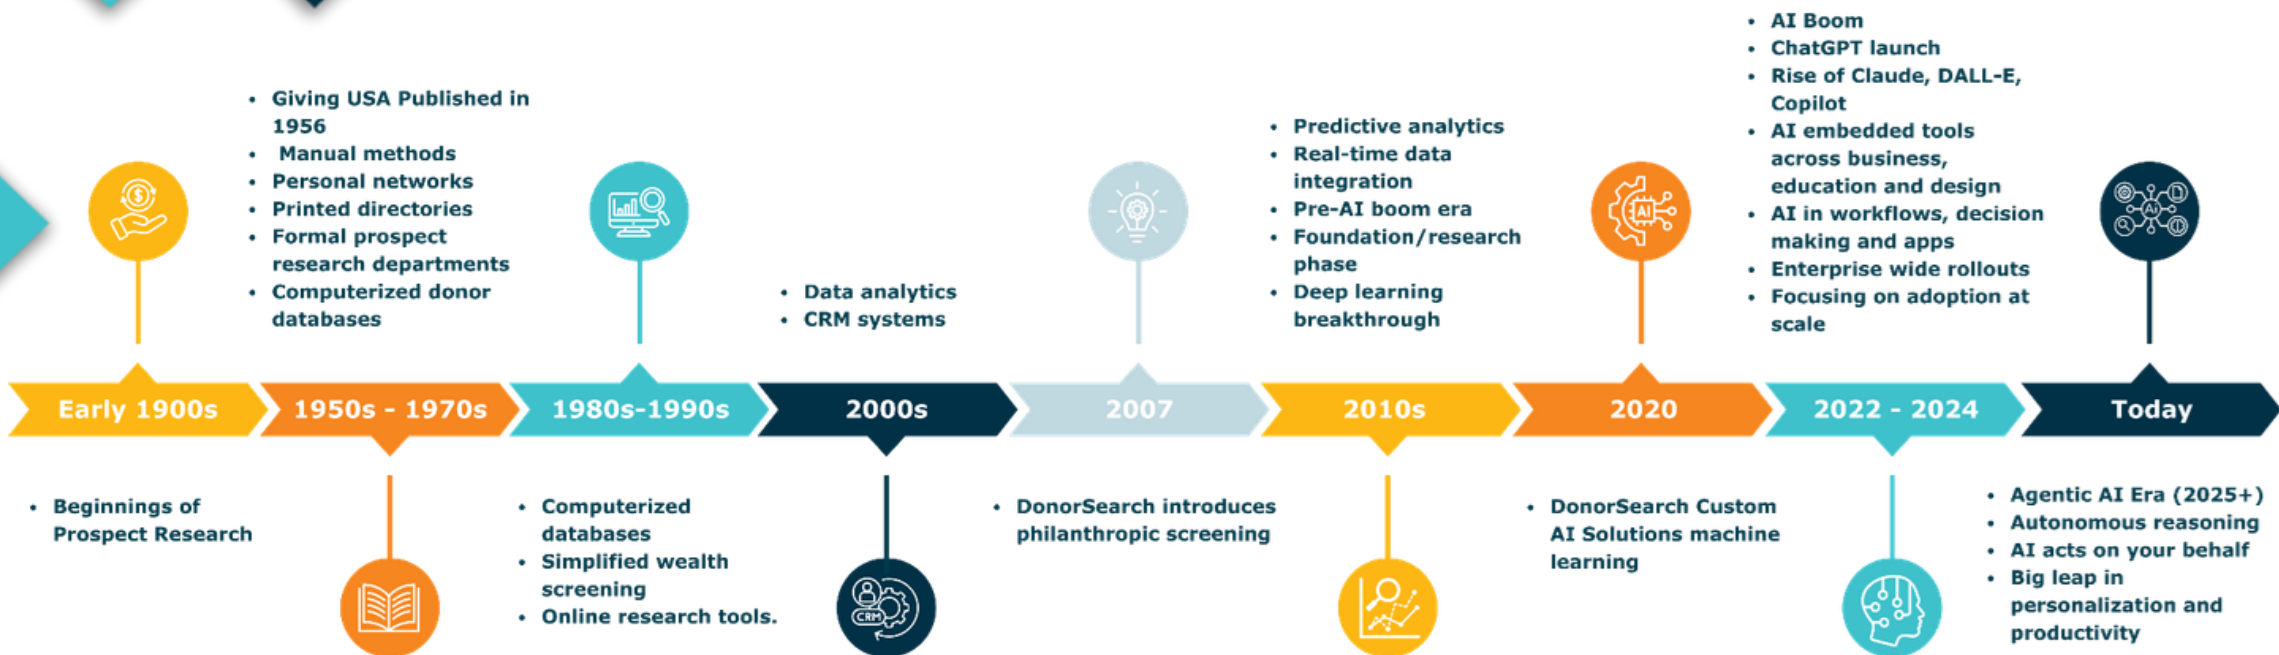 • Beginnings of
Prospect Research
Early 1900s
• Giving USA Published in
1956
• Manual methods
• Personal networks
• Printed directories
• Formal prospect
research departments
• Computerized donor
databases
1950s - 1970s
1980s-1990s
• Computerized
databases
• Simplified wealth
screening
• Online research tools.
• Data analytics
• CRM systems
2000s
CRM
2007
• DonorSearch introduces
philanthropic screening
• Predictive analytics
• Real-time data
integration
• Pre-AI boom era
• Foundation/research
phase
• Deep learning
breakthrough
2010s
AI
2020
• DonorSearch Custom
AI Solutions machine
learning
• AI Boom
• ChatGPT launch
• Rise of Claude, DALL-E,
Copilot
• AI embedded tools
across business,
education and design
• AI in workflows, decision
making and apps
• Enterprise wide rollouts
• Focusing on adoption at
scale
2022 - 2024
Ai
Today
• Agentic AI Era (2025+)
• Autonomous reasoning
• AI acts on your behalf
• Big leap in
personalization and
productivity